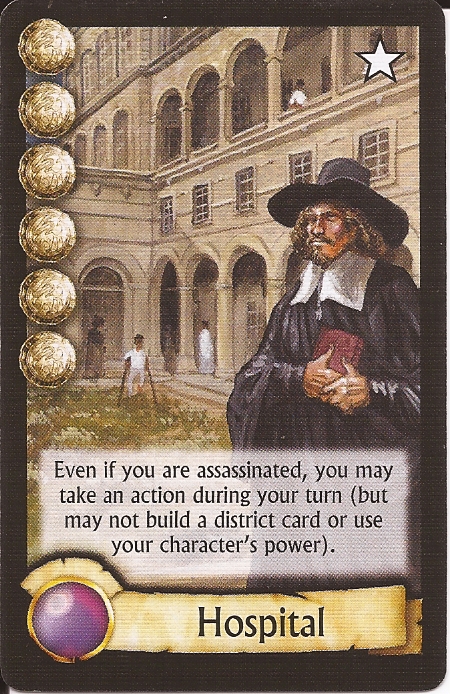 Even if you are assassinated, you may
take an action during your turn (but
may not build a district card or use
your character's power).
Hospital